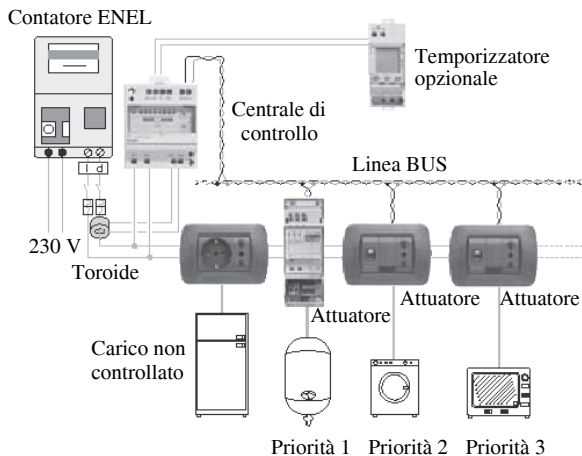 Contatore ENEL
Temporizzatore
opzionale
Centrale di
controllo
Linea BUS
I d
230 V
Toroide
Attuatore
Attuatore
Attuatore
Carico non
controllato
Priorità 1
Priorità 2
Priorità 3